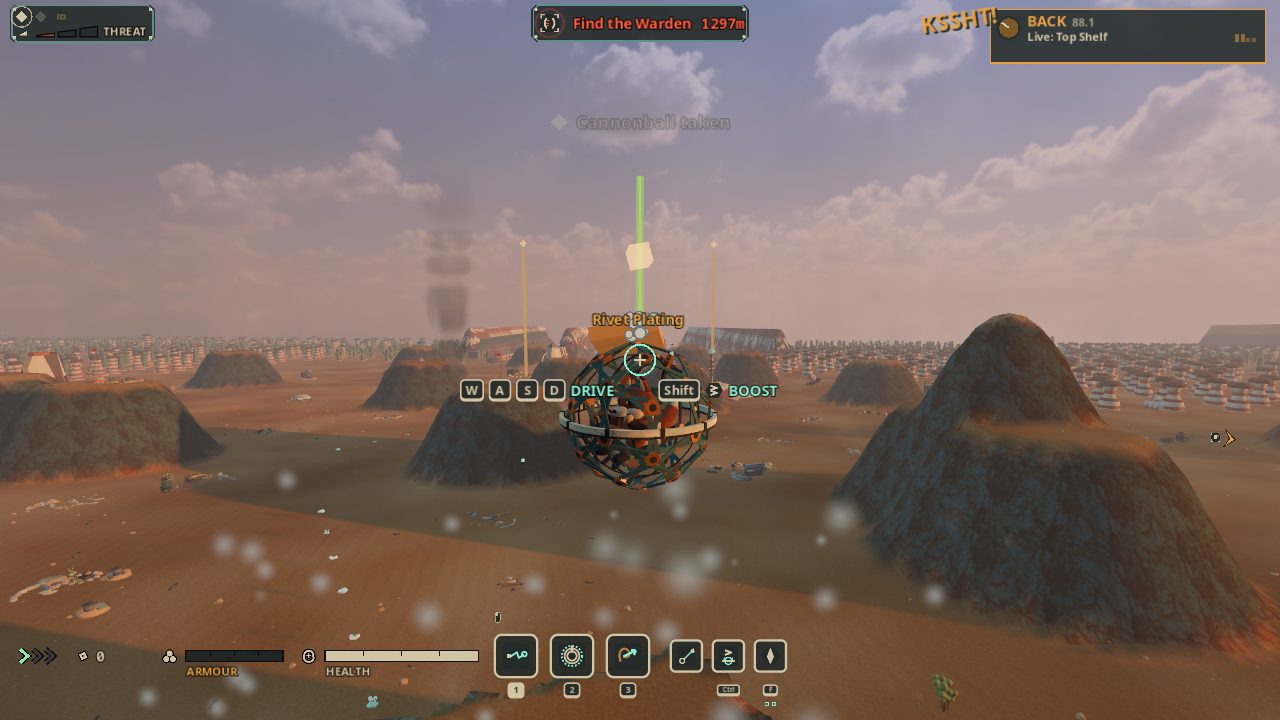 THREAT
Find the Warden 1297m
KSSHT!
BACK 88.1
Live: Top Shelf
Cannonball taken
Rivet Plating
W A S D DRIVE
Shift BOOST
0
ARMOUR
HEALTH
1
2
3
Ctrl
F